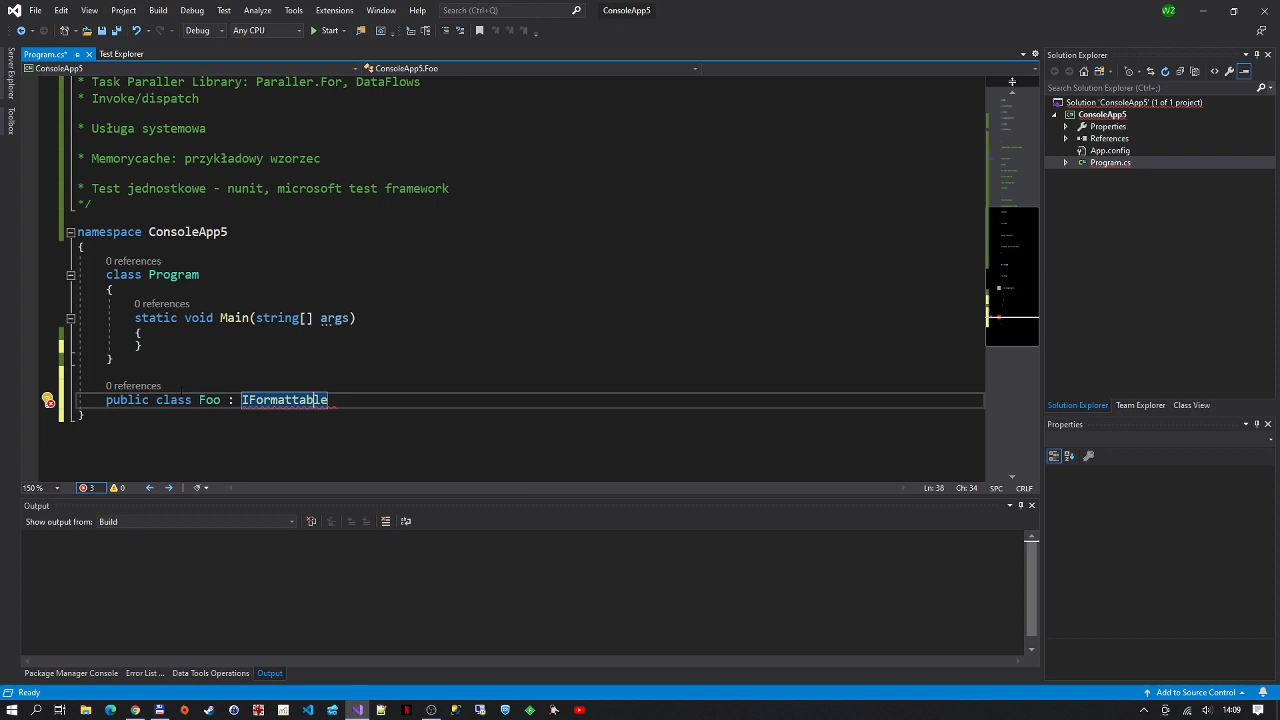 File Edit View Project Build Debug Test Analyze Tools Extensions Window Help Search (Ctrl+Q) ConsoleApp5 WZ
Debug Any CPU Start
Program.cs* Test Explorer
ConsoleApp5 ConsoleApp5.Foo
Server Explorer
Toolbox
* Task Paraller Library: Paraller.For, DataFlows
* Invoke/dispatch
* Usługa systemowa
* Memorycache: przykładowy wzorzec
* Test jednostkowe - nunit, microsoft test framework
*/
namespace ConsoleApp5
{
0 references
class Program
{
0 references
static void Main(string[] args)
{
}
}
0 references
public class Foo : IFormattable
}
150 % 3 0 Ln: 38 Ch: 34 SPC CRLF
Output
Show output from: Build
Package Manager Console Error List ... Data Tools Operations Output
Solution Explorer
Search Solution Explorer (Ctrl+;)
Solution 'ConsoleApp5' (1 of 1 project)
ConsoleApp5
Properties
References
App.config
Program.cs
Solution Explorer Team Explorer Class View
Properties
Ready Add to Source Control
14:09